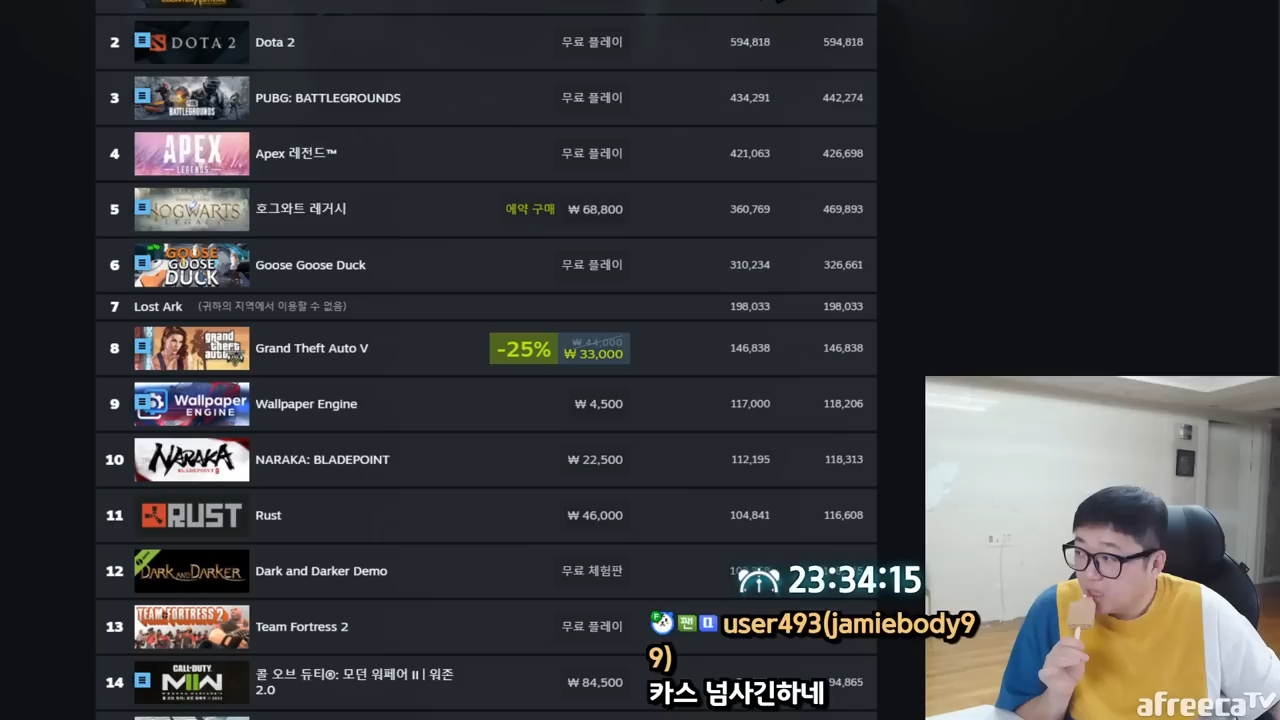 2 DOTA 2 Dota 2 무료 플레이 594,818 594,818
3 PUBG BATTLEGROUNDS PUBG: BATTLEGROUNDS 무료 플레이 434,291 442,274
4 APEX LEGENDS Apex 레전드™ 무료 플레이 421,063 426,698
5 HOGWARTS LEGACY 호그와트 레거시 예약 구매 ₩ 68,800 360,769 469,893
6 GOOSE GOOSE DUCK Goose Goose Duck 무료 플레이 310,234 326,661
7 Lost Ark (귀하의 지역에서 이용할 수 없음) 198,033 198,033
8 grand theft auto V Grand Theft Auto V -25% ₩ 44,000 ₩ 33,000 146,838 146,838
9 Wallpaper ENGINE Wallpaper Engine ₩ 4,500 117,000 118,206
10 NARAKA BLADEPOINT NARAKA: BLADEPOINT ₩ 22,500 112,195 118,313
11 RUST Rust ₩ 46,000 104,841 116,608
12 DARK AND DARKER Dark and Darker Demo 무료 체험판
23:34:15
13 TEAM FORTRESS 2 Team Fortress 2 무료 플레이
팬 user493(jamiebody9
9)
14 CALL·DUTY MWII 콜 오브 듀티®: 모던 워페어 II | 워존
2.0 ₩ 84,500 94,865
카스 넘사긴하네
afreecaTV